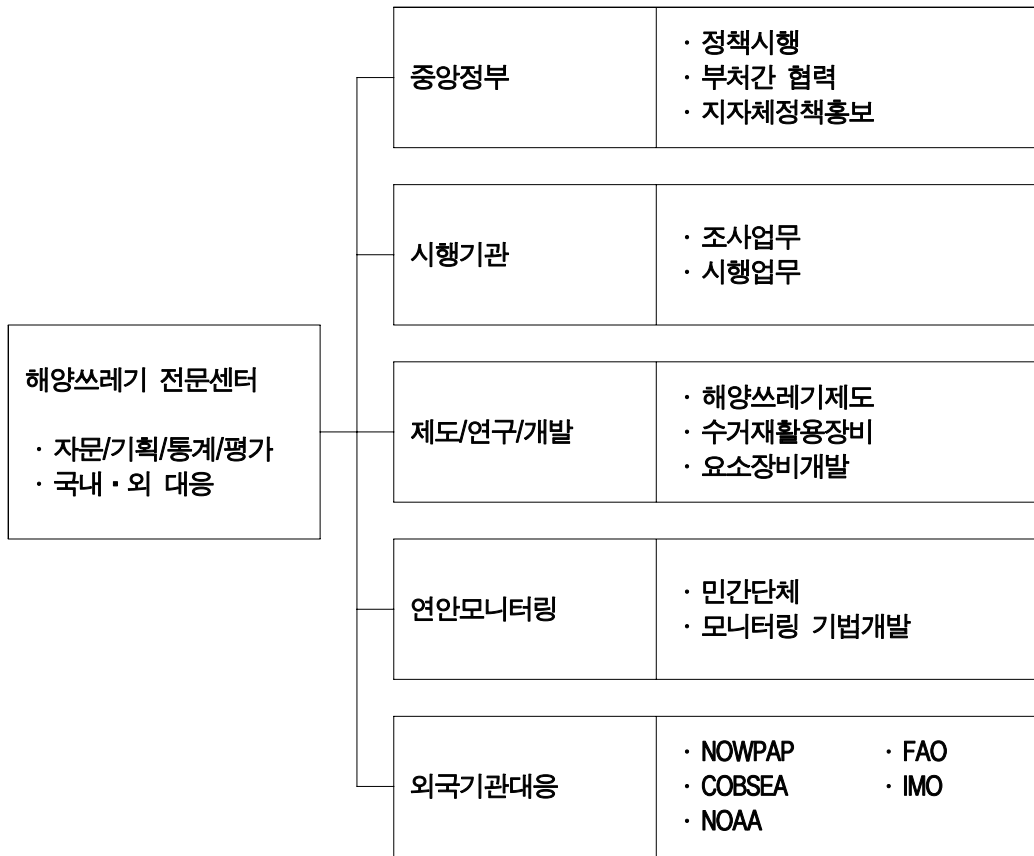 중앙정부
· 정책시행
· 부처간 협력
· 지자체정책홍보
시행기관
· 조사업무
· 시행업무
해양쓰레기 전문센터
· 자문/기획/통계/평가
· 국내·외 대응
제도/연구/개발
· 해양쓰레기제도
· 수거재활용장비
· 요소장비개발
연안모니터링
· 민간단체
· 모니터링 기법개발
외국기관대응
· NOWPAP · FAO
· COBSEA · IMO
· NOAA